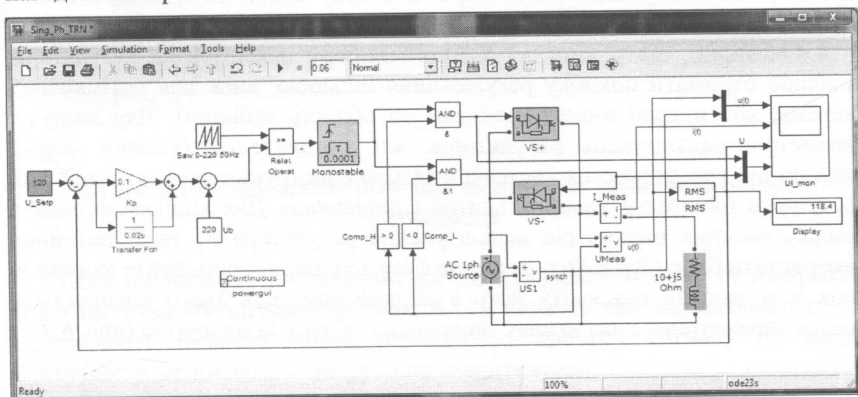 Sing_Ph_TRN *
File Edit View Simulation Format Tools Help
0.06 Normal
Saw 0-220 50Hz
>=
Relat
Operat
T
0.0001
Monostable
AND
&
AND
&1
VS+
VS-
u(t)
i(t)
U
UI_mon
120
U_Setp
0.1
Kp
1
0.02s
Transfer Fcn
220
Ub
I_Meas
RMS
RMS
118.4
Display
Comp_H > 0 < 0 Comp_L
AC 1ph
Source
US1
synch
UMeas
u(t)
10+j5
Ohm
Continuous
powergui
Ready 100% ode23s